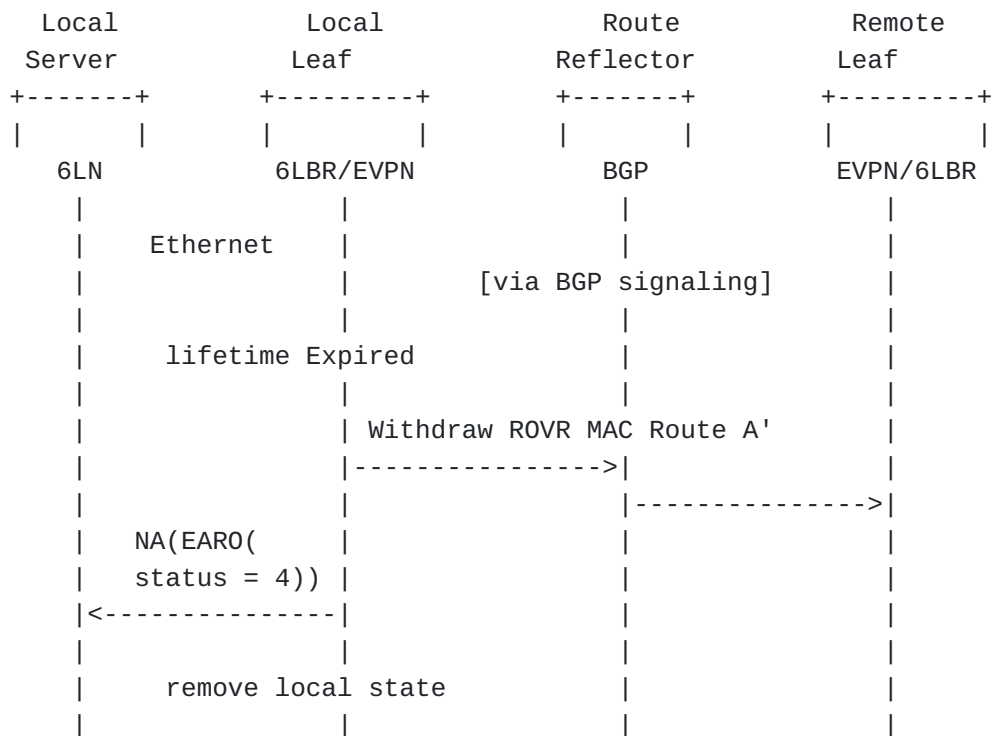 Local Local Route Remote
Server Leaf Reflector Leaf
+-------+ +---------+ +-------+ +---------+
| | | | | | | |
6LN 6LBR/EVPN BGP EVPN/6LBR
| | | |
| Ethernet | | |
| | [via BGP signaling] |
| | | |
| lifetime Expired | |
| | | |
| | Withdraw ROVR MAC Route A' |
| |---------------->| |
| | |--------------->|
| NA(EARO( | | |
| status = 4)) | | |
|<---------------| | |
| | | |
| remove local state | |
| | | |